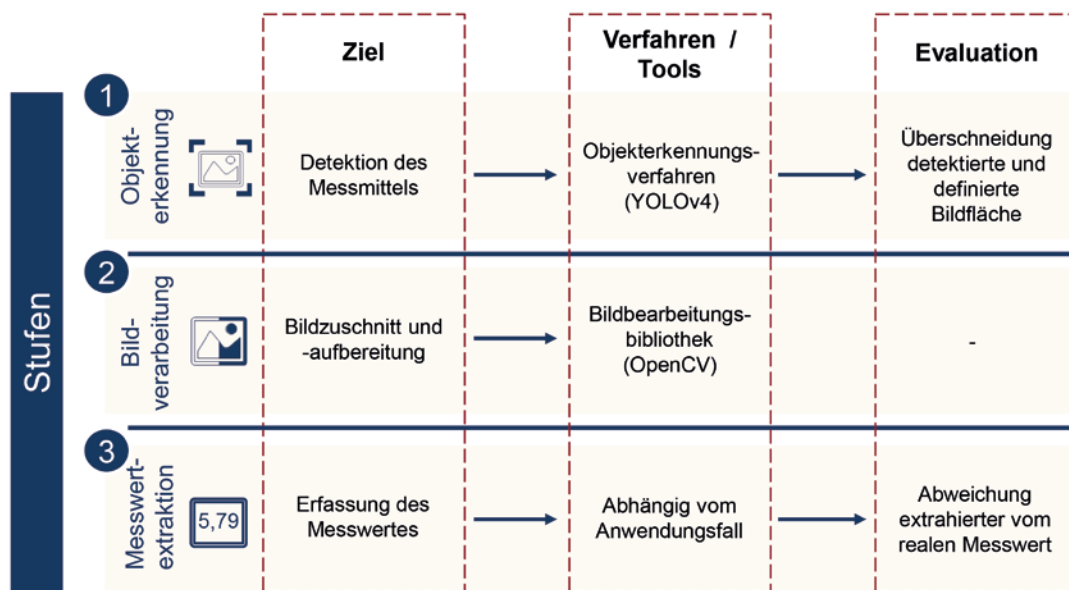 Ziel
Verfahren /
Tools
Evaluation
Stufen
1
Objekt-
erkennung
Detektion des
Messmittels
Objekterkennungs-
verfahren
(YOLOv4)
Überschneidung
detektierte und
definierte
Bildfläche
2
Bild-
verarbeitung
Bildzuschnitt und
-aufbereitung
Bildbearbeitungs-
bibliothek
(OpenCV)
-
3
Messwert-
extraktion
5,79
Erfassung des
Messwertes
Abhängig vom
Anwendungsfall
Abweichung
extrahierter vom
realen Messwert